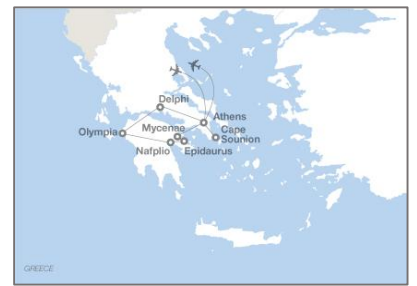 Delphi
Athens
Mycenae
Cape
Sounion
Olympia
Nafplio
Epidaurus
GREECE